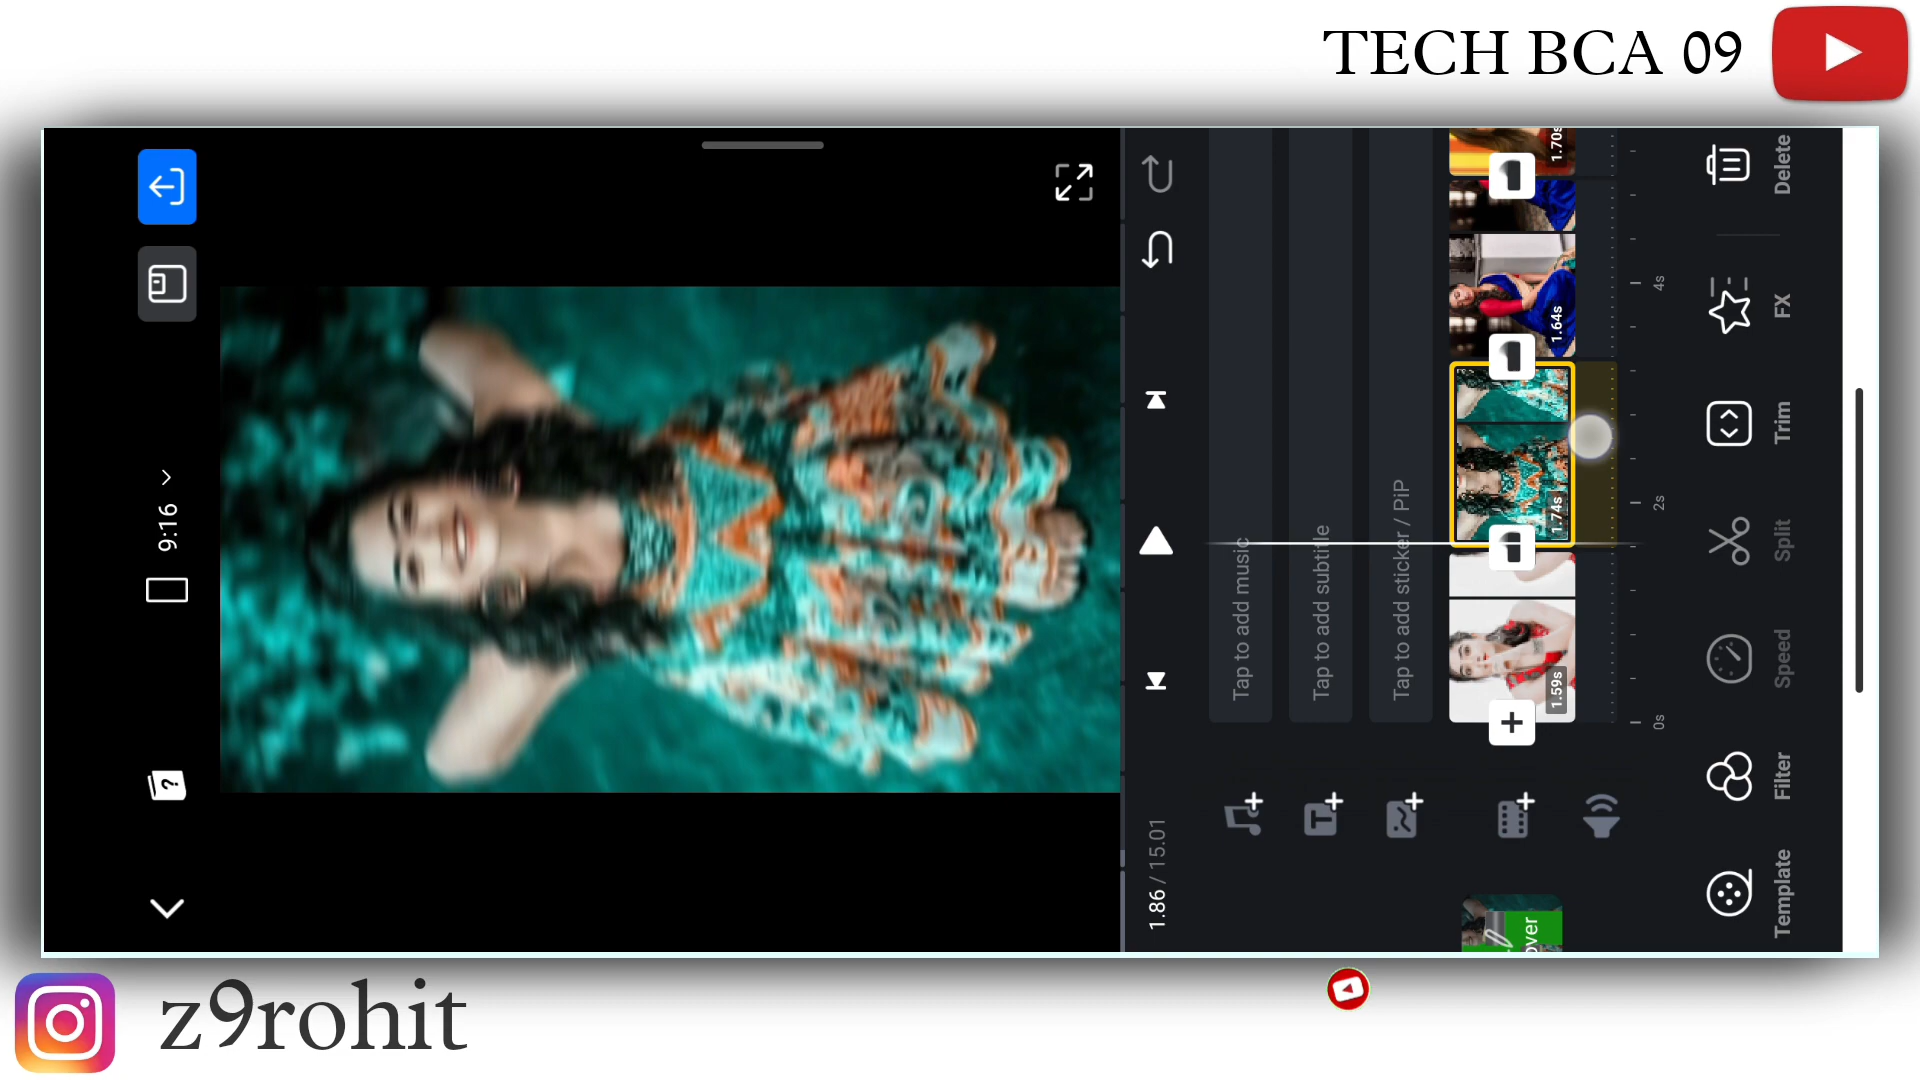 TECH BCA 09
9:16
?
Tap to add music
Tap to add subtitle
Tap to add sticker / PiP
1.70s
1.64s
1.74s
1.59s
4s
2s
0s
1.86 / 15.01
over
Delete
FX
Trim
Split
Speed
Filter
Template
z9rohit